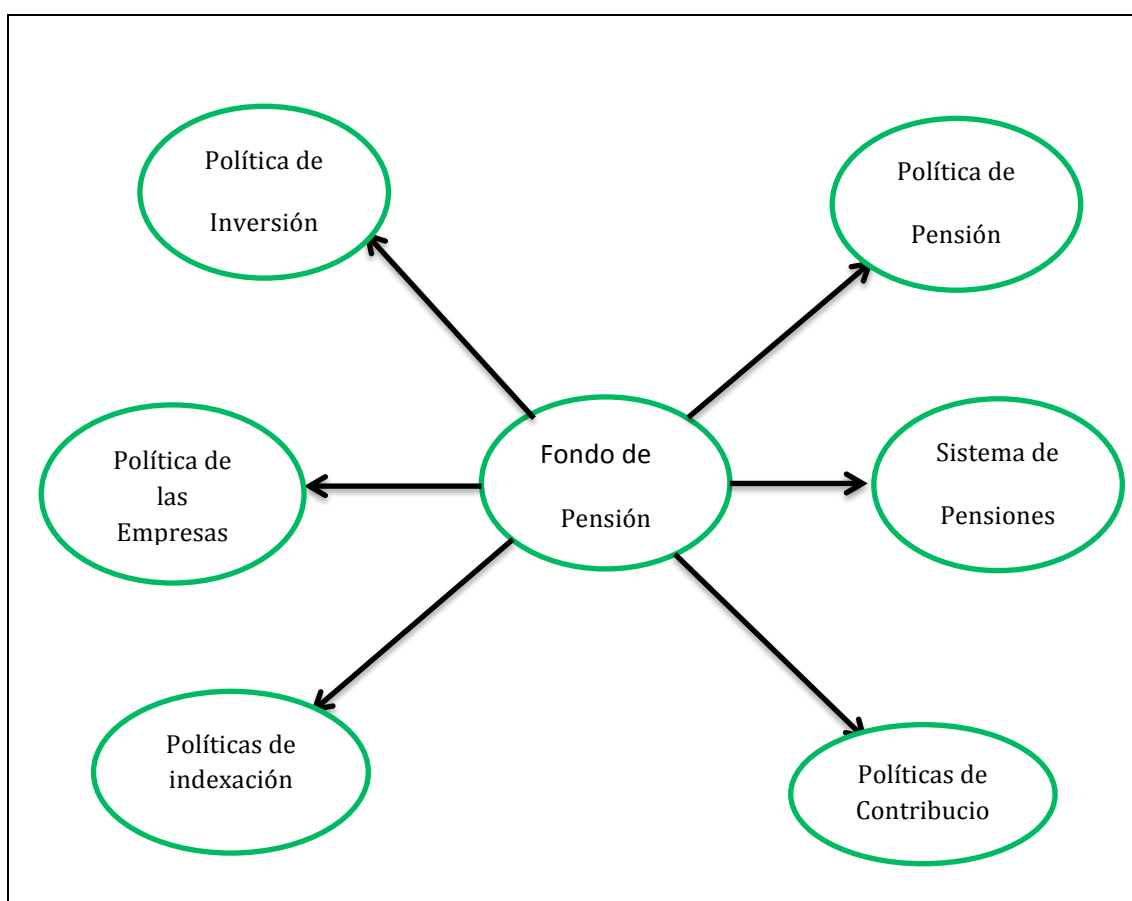 Política de
Inversión
Política de
Pensión
Política de
las
Empresas
Fondo de
Pensión
Sistema de
Pensiones
Políticas de
indexación
Políticas de
Contribucio